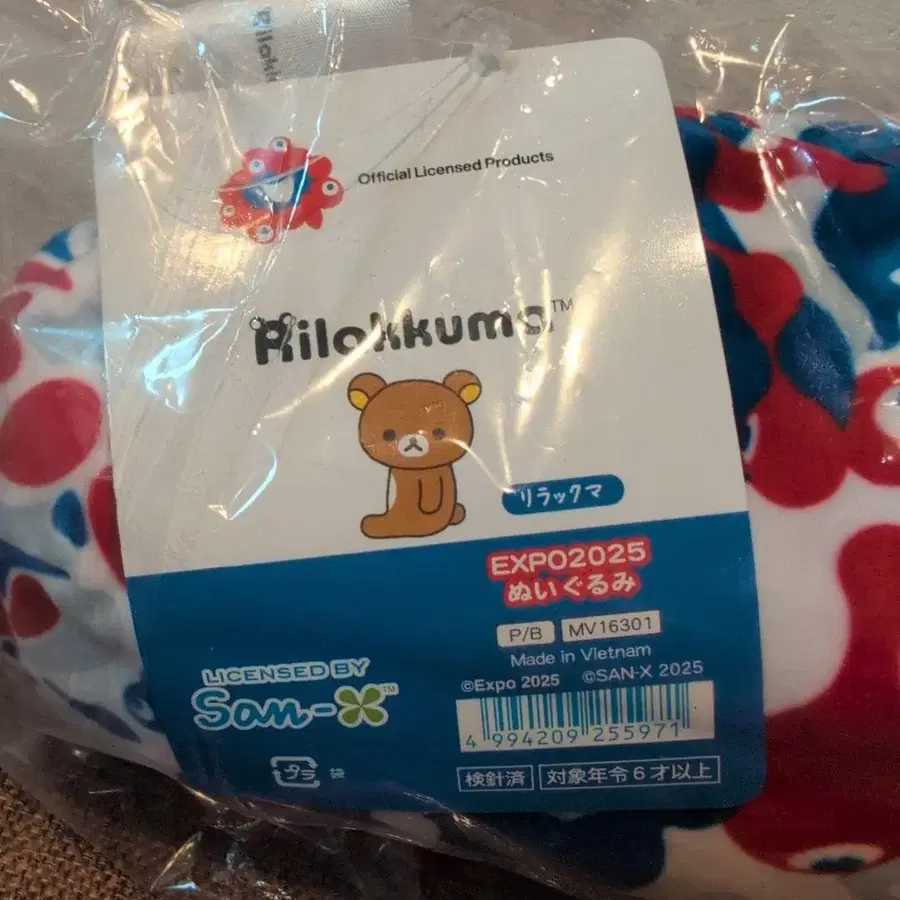 Rilakku
Official Licensed Products
Rilakkuma™
リラックマ
EXPO2025
ぬいぐるみ
P/B MV16301
Made in Vietnam
©Expo 2025 ©SAN-X 2025
LICENSED BY
San-X™
4 994209 255971
プラ 袋
検針済 対象年令6才以上